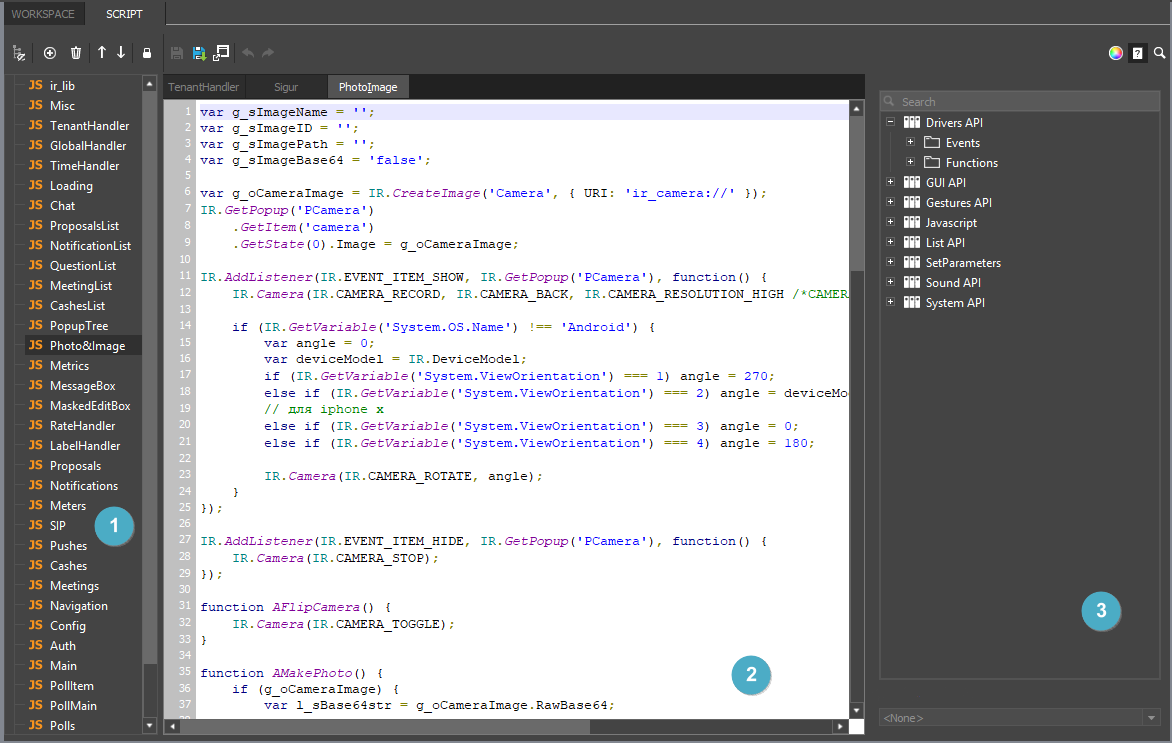 WORKSPACE
SCRIPT
TenantHandler
Sigur
PhotoImage
JS ir_lib
JS Misc
JS TenantHandler
JS GlobalHandler
JS TimeHandler
JS Loading
JS Chat
JS ProposalsList
JS NotificationList
JS QuestionList
JS MeetingList
JS CashesList
JS PopupTree
JS Photo&Image
JS Metrics
JS MessageBox
JS MaskedEditBox
JS RateHandler
JS LabelHandler
JS Proposals
JS Notifications
JS Meters
JS SIP
JS Pushes
JS Cashes
JS Meetings
JS Navigation
JS Config
JS Auth
JS Main
JS PollItem
JS PollMain
JS Polls
1
1 var g_sImageName = '';
2 var g_sImageID = '';
3 var g_sImagePath = '';
4 var g_sImageBase64 = 'false';
5
6 var g_oCameraImage = IR.CreateImage('Camera', { URI: 'ir_camera://' });
7 IR.GetPopup('PCamera')
8 .GetItem('camera')
9 .GetState(0).Image = g_oCameraImage;
10
11 IR.AddListener(IR.EVENT_ITEM_SHOW, IR.GetPopup('PCamera'), function() {
12 IR.Camera(IR.CAMERA_RECORD, IR.CAMERA_BACK, IR.CAMERA_RESOLUTION_HIGH /*CAMER
13
14 if (IR.GetVariable('System.OS.Name') !== 'Android') {
15 var angle = 0;
16 var deviceModel = IR.DeviceModel;
17 if (IR.GetVariable('System.ViewOrientation') === 1) angle = 270;
18 else if (IR.GetVariable('System.ViewOrientation') === 2) angle = deviceMo
19 // для iphone x
20 else if (IR.GetVariable('System.ViewOrientation') === 3) angle = 0;
21 else if (IR.GetVariable('System.ViewOrientation') === 4) angle = 180;
22
23 IR.Camera(IR.CAMERA_ROTATE, angle);
24 }
25 });
26
27 IR.AddListener(IR.EVENT_ITEM_HIDE, IR.GetPopup('PCamera'), function() {
28 IR.Camera(IR.CAMERA_STOP);
29 });
30
31 function AFlipCamera() {
32 IR.Camera(IR.CAMERA_TOGGLE);
33 }
34
35 function AMakePhoto() {
36 if (g_oCameraImage) {
37 var l_sBase64str = g_oCameraImage.RawBase64;
2
Search
Drivers API
Events
Functions
GUI API
Gestures API
Javascript
List API
SetParameters
Sound API
System API
3
<None>